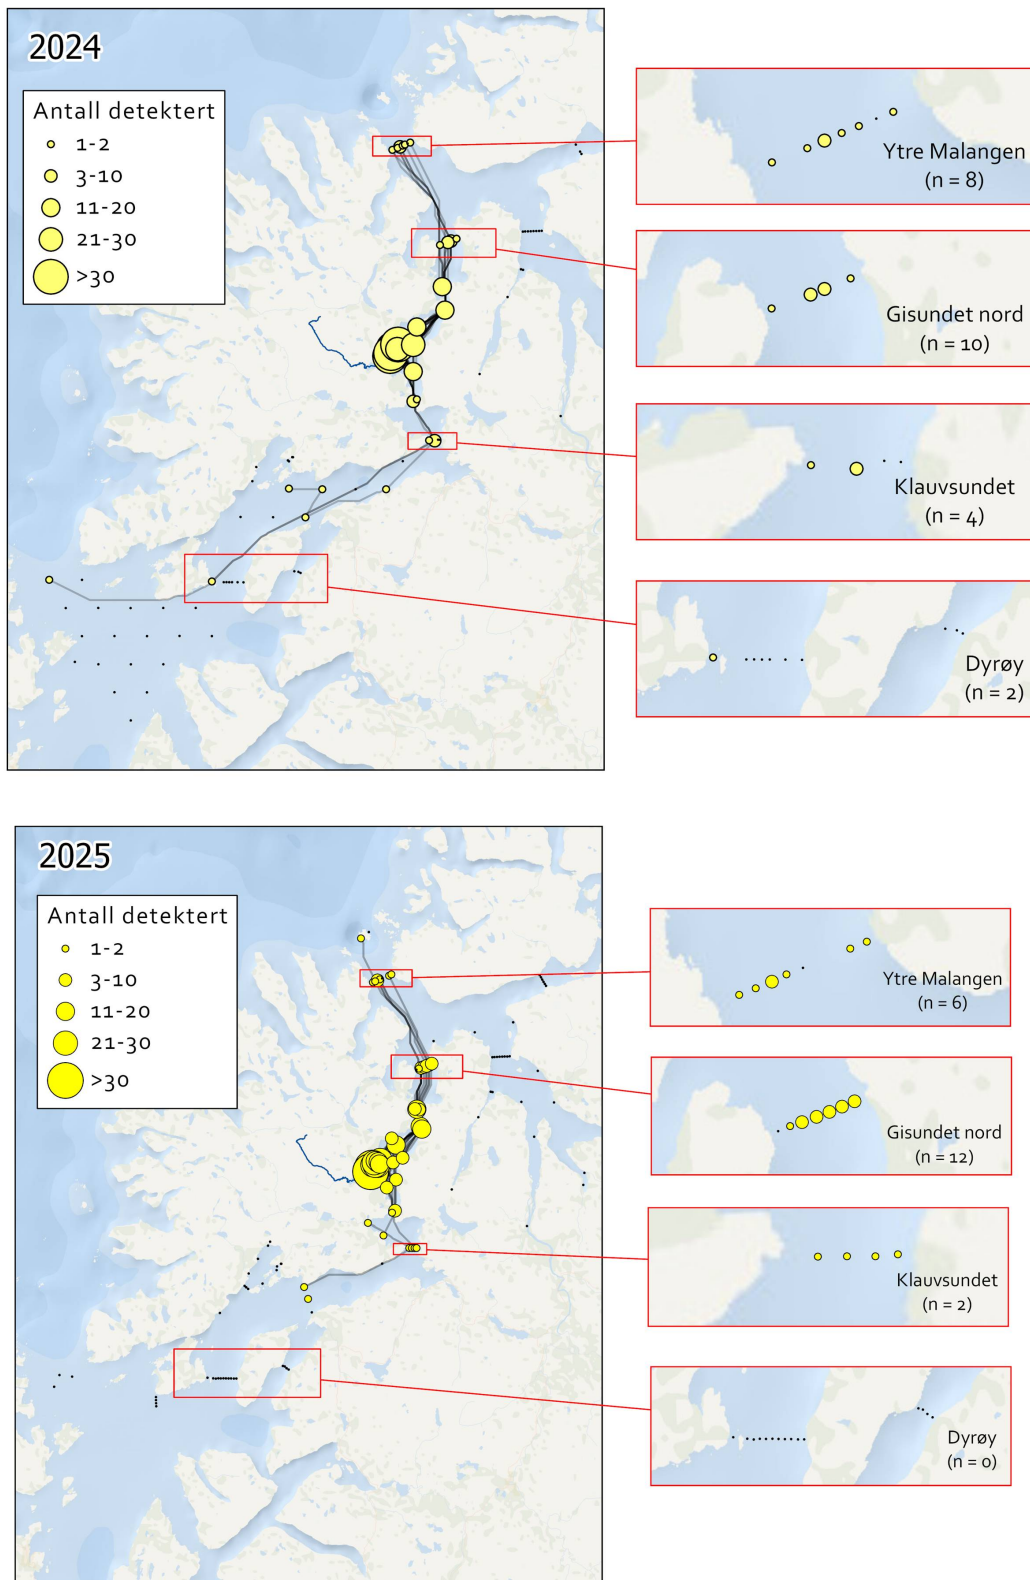 2024
Antall detektert
1-2
3-10
11-20
21-30
>30
Ytre Malangen
(n = 8)
Gisundet nord
(n = 10)
Klauvsundet
(n = 4)
Dyrøy
(n = 2)
2025
Antall detektert
1-2
3-10
11-20
21-30
>30
Ytre Malangen
(n = 6)
Gisundet nord
(n = 12)
Klauvsundet
(n = 2)
Dyrøy
(n = 0)